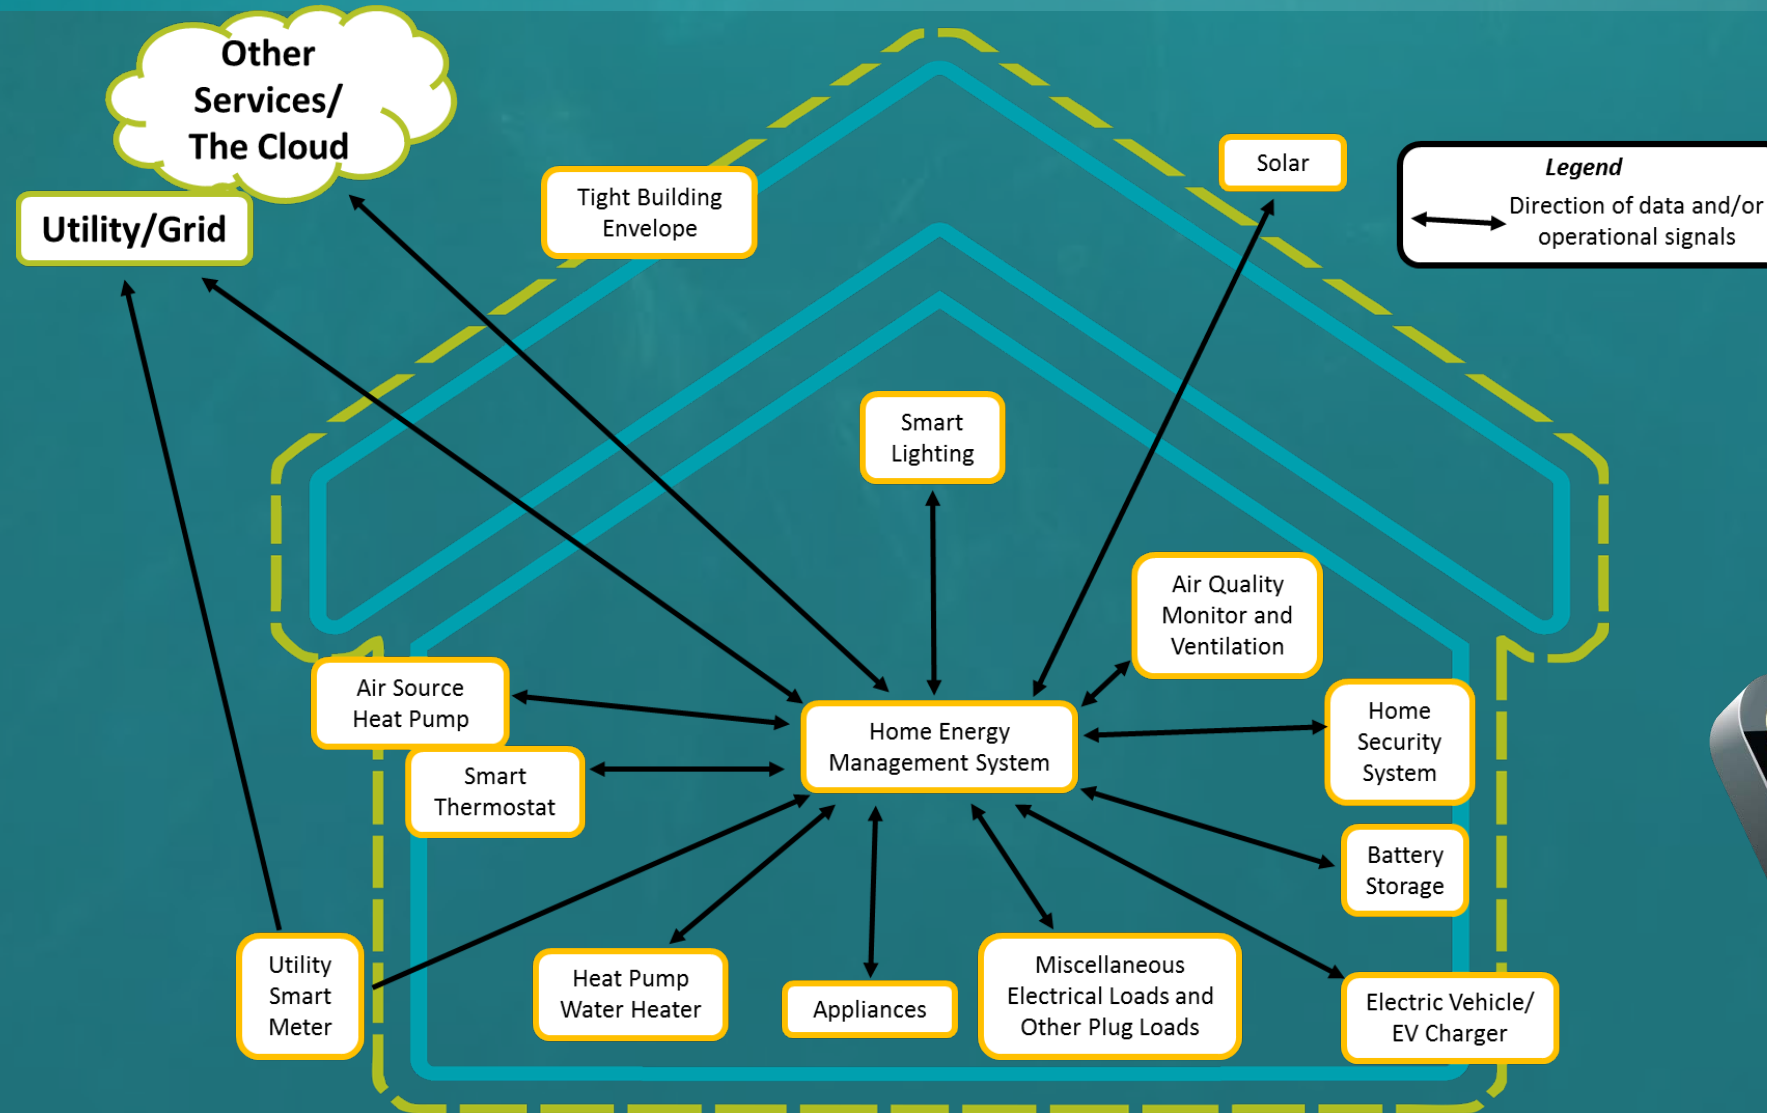 Other
Services/
The Cloud
Utility/Grid
Tight Building
Envelope
Solar
Legend
Direction of data and/or
operational signals
Smart
Lighting
Air Quality
Monitor and
Ventilation
Air Source
Heat Pump
Smart
Thermostat
Home Energy
Management System
Home
Security
System
Battery
Storage
Utility
Smart
Meter
Heat Pump
Water Heater
Appliances
Miscellaneous
Electrical Loads and
Other Plug Loads
Electric Vehicle/
EV Charger